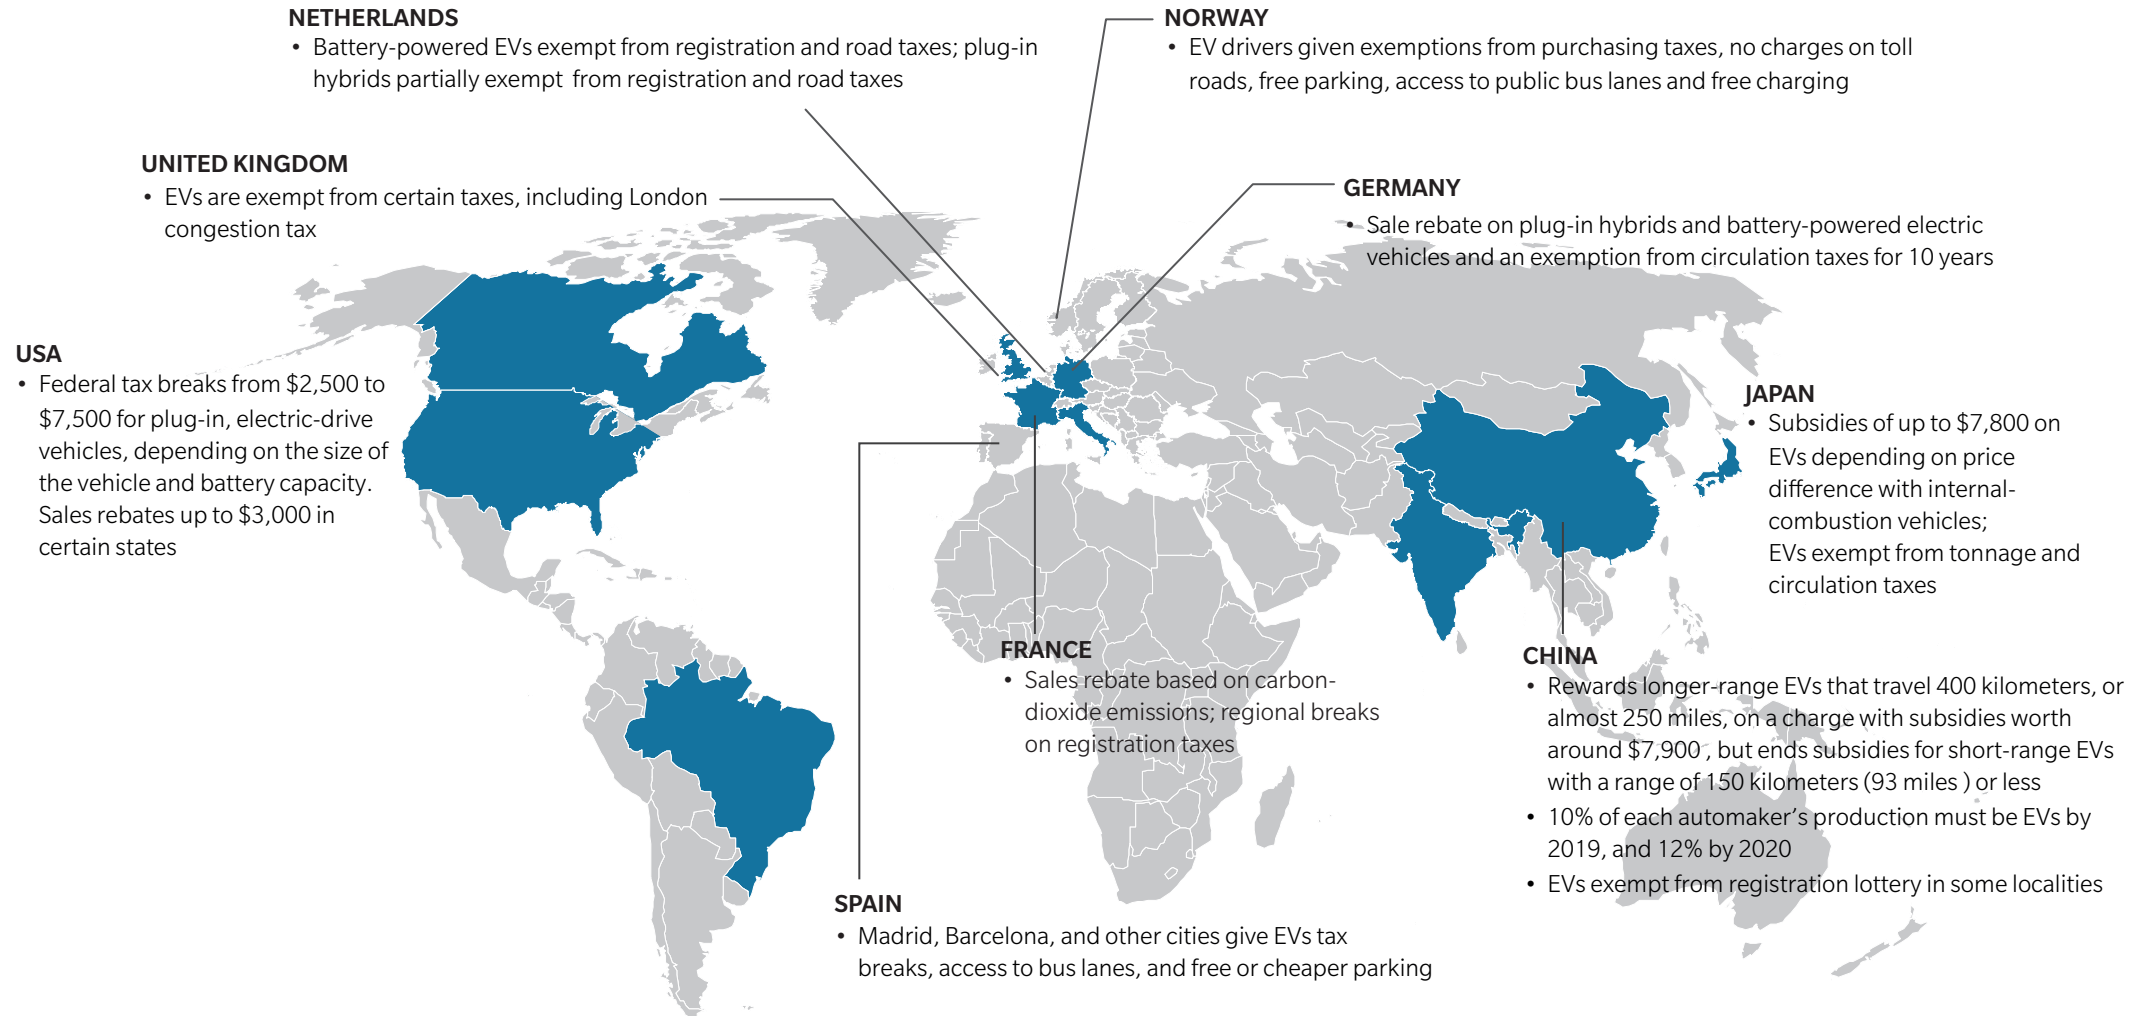 NETHERLANDS
• Battery-powered EVs exempt from registration and road taxes; plug-in
hybrids partially exempt from registration and road taxes
NORWAY
• EV drivers given exemptions from purchasing taxes, no charges on toll
roads, free parking, access to public bus lanes and free charging
UNITED KINGDOM
• EVs are exempt from certain taxes, including London
congestion tax
GERMANY
• Sale rebate on plug-in hybrids and battery-powered electric
vehicles and an exemption from circulation taxes for 10 years
USA
• Federal tax breaks from $2,500 to
$7,500 for plug-in, electric-drive
vehicles, depending on the size of
the vehicle and battery capacity.
Sales rebates up to $3,000 in
certain states
JAPAN
• Subsidies of up to $7,800 on
EVs depending on price
difference with internal-
combustion vehicles;
EVs exempt from tonnage and
circulation taxes
FRANCE
• Sales rebate based on carbon-
dioxide emissions; regional breaks
on registration taxes
CHINA
• Rewards longer-range EVs that travel 400 kilometers, or
almost 250 miles, on a charge with subsidies worth
around $7,900 , but ends subsidies for short-range EVs
with a range of 150 kilometers (93 miles ) or less
• 10% of each automaker's production must be EVs by
2019, and 12% by 2020
• EVs exempt from registration lottery in some localities
SPAIN
• Madrid, Barcelona, and other cities give EVs tax
breaks, access to bus lanes, and free or cheaper parking